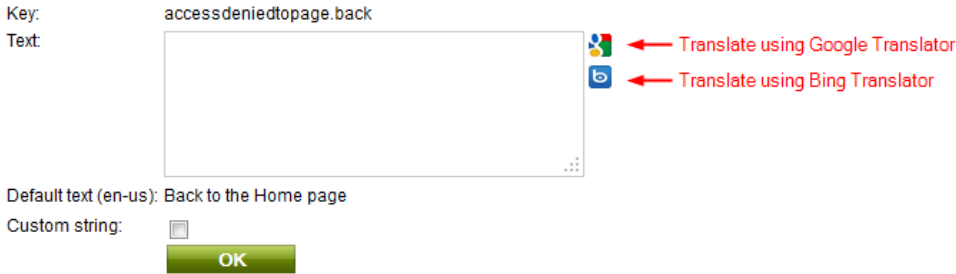 Key: accessdeniedtopage.back
Text:
Translate using Google Translator
Translate using Bing Translator
Default text (en-us): Back to the Home page
Custom string:
OK